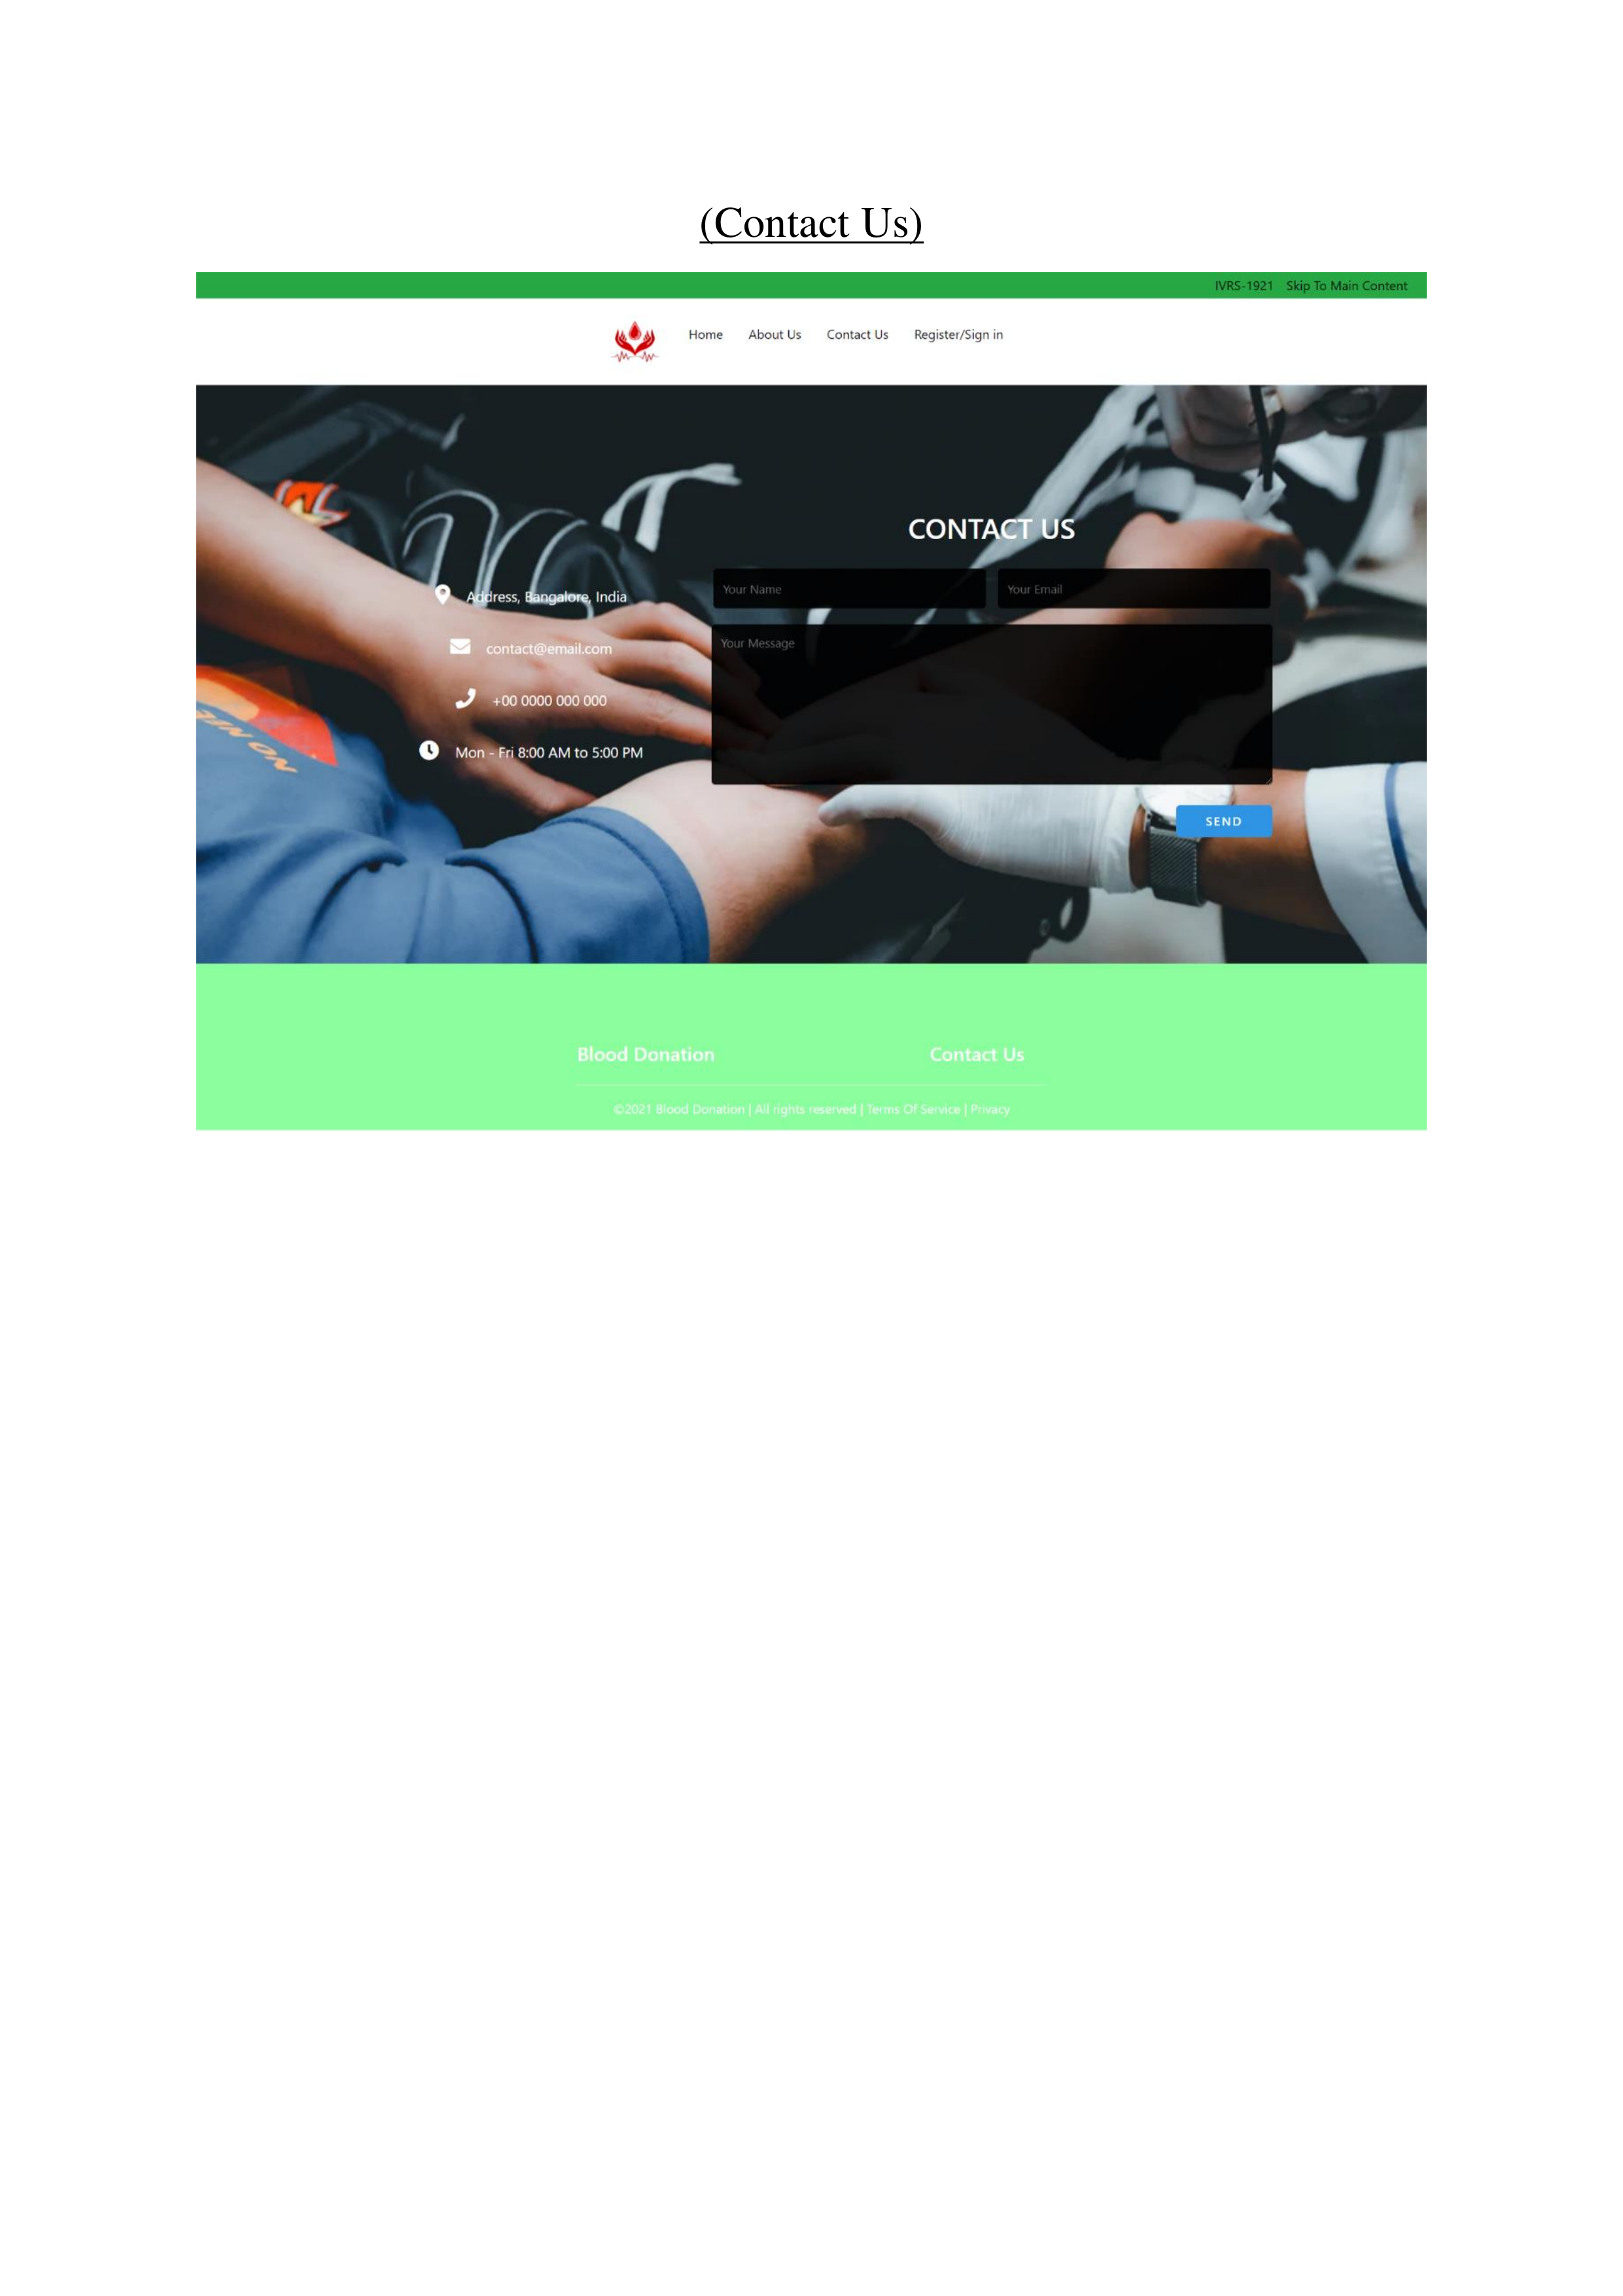 (Contact Us)
IVRS-1921 Skip To Main Content
Home About Us Contact Us Register/Sign in
CONTACT US
Address, Bangalore, India
contact@email.com
+00 0000 000 000
Mon - Fri 8:00 AM to 5:00 PM
Your Name Your Email
Your Message
SEND
Blood Donation Contact Us
©2021 Blood Donation | All rights reserved | Terms Of Service | Privacy